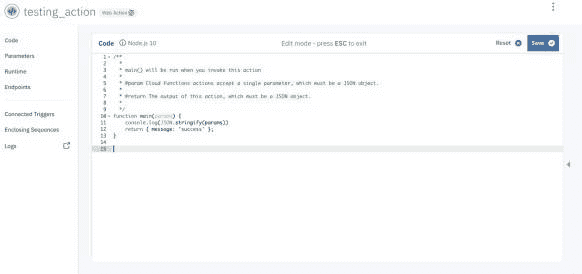 testing_action Web Action
Code
Parameters
Runtime
Endpoints
Connected Triggers
Enclosing Sequences
Logs
Code Node.js 10 Edit mode - press ESC to exit Reset Save
1 /**
2 *
3 * main() will be run when you invoke this action
4 *
5 * @param Cloud Functions actions accept a single parameter, which must be a JSON object.
6 *
7 * @return The output of this action, which must be a JSON object.
8 *
9 */
10 function main(params) {
11 console.log(JSON.stringify(params))
12 return { message: 'success' };
13 }
14
15